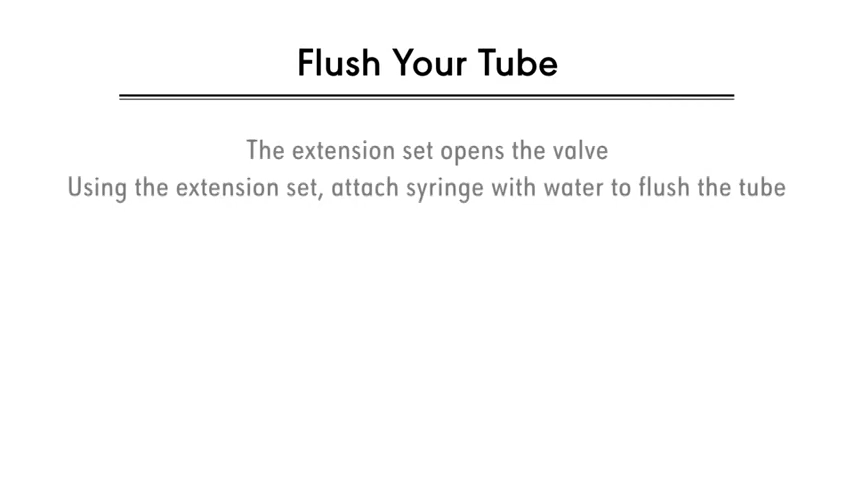 Flush Your Tube
The extension set opens the valve
Using the extension set, attach syringe with water to flush the tube